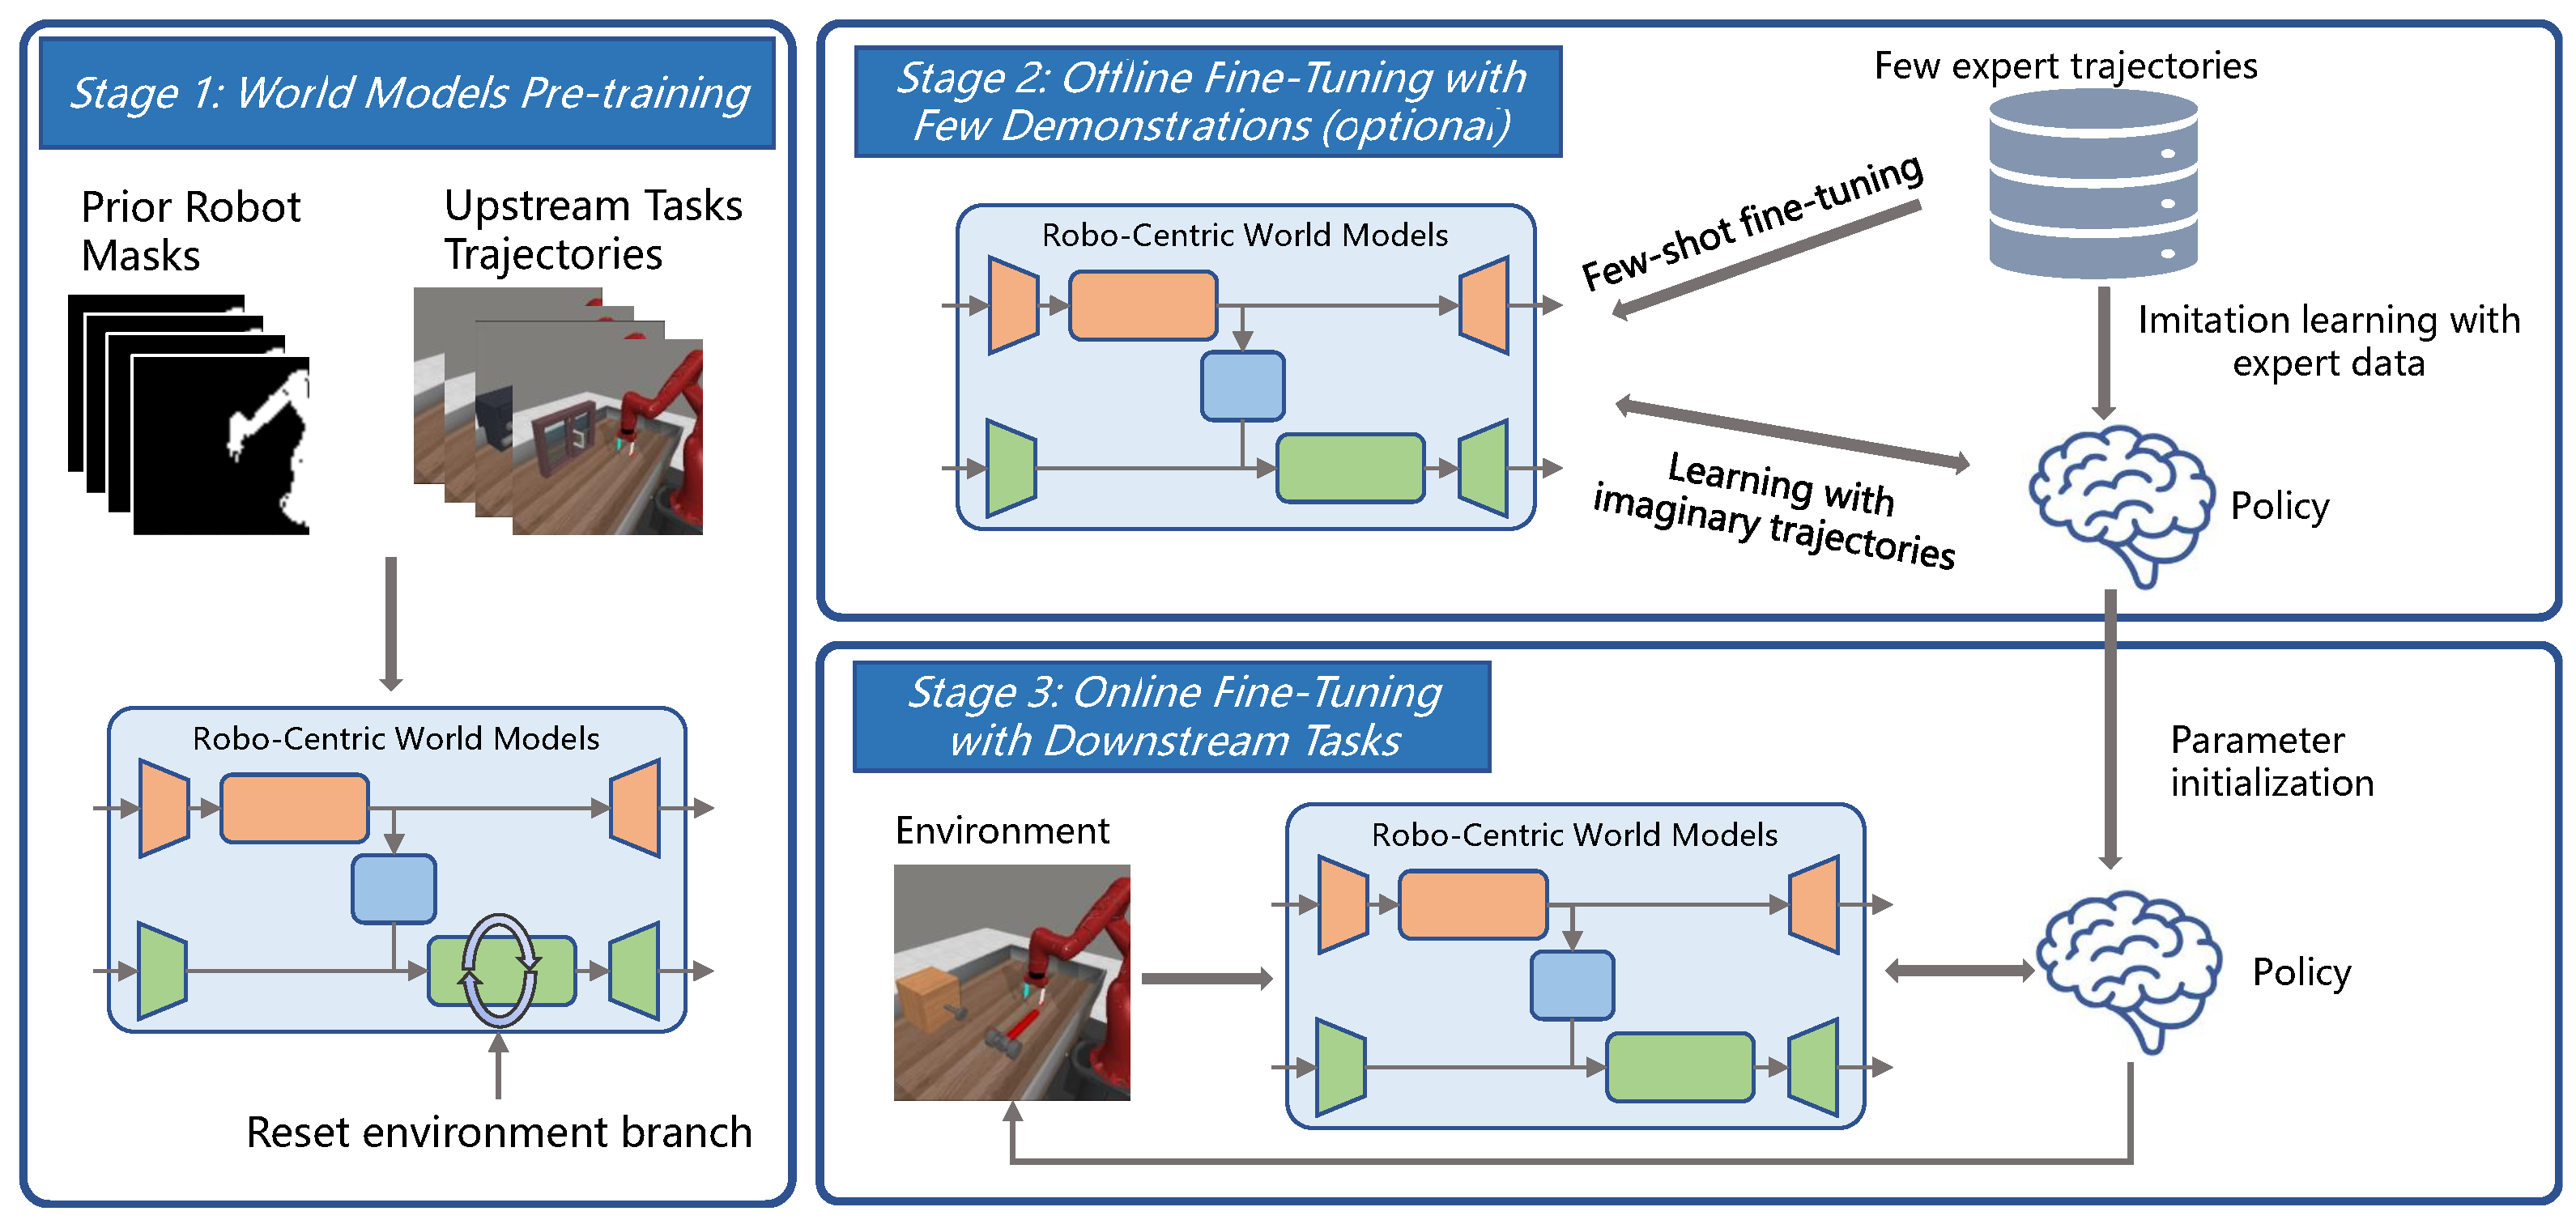 Stage 1: World Models Pre-training
Prior Robot
Masks
Upstream Tasks
Trajectories
Robo-Centric World Models
Reset environment branch
Stage 2: Offline Fine-Tuning with
Few Demonstrations (optional)
Few expert trajectories
Robo-Centric World Models
Few-shot fine-tuning
Imitation learning with
expert data
Learning with
imaginary trajectories
Policy
Stage 3: Online Fine-Tuning
with Downstream Tasks
Parameter
initialization
Environment
Robo-Centric World Models
Policy